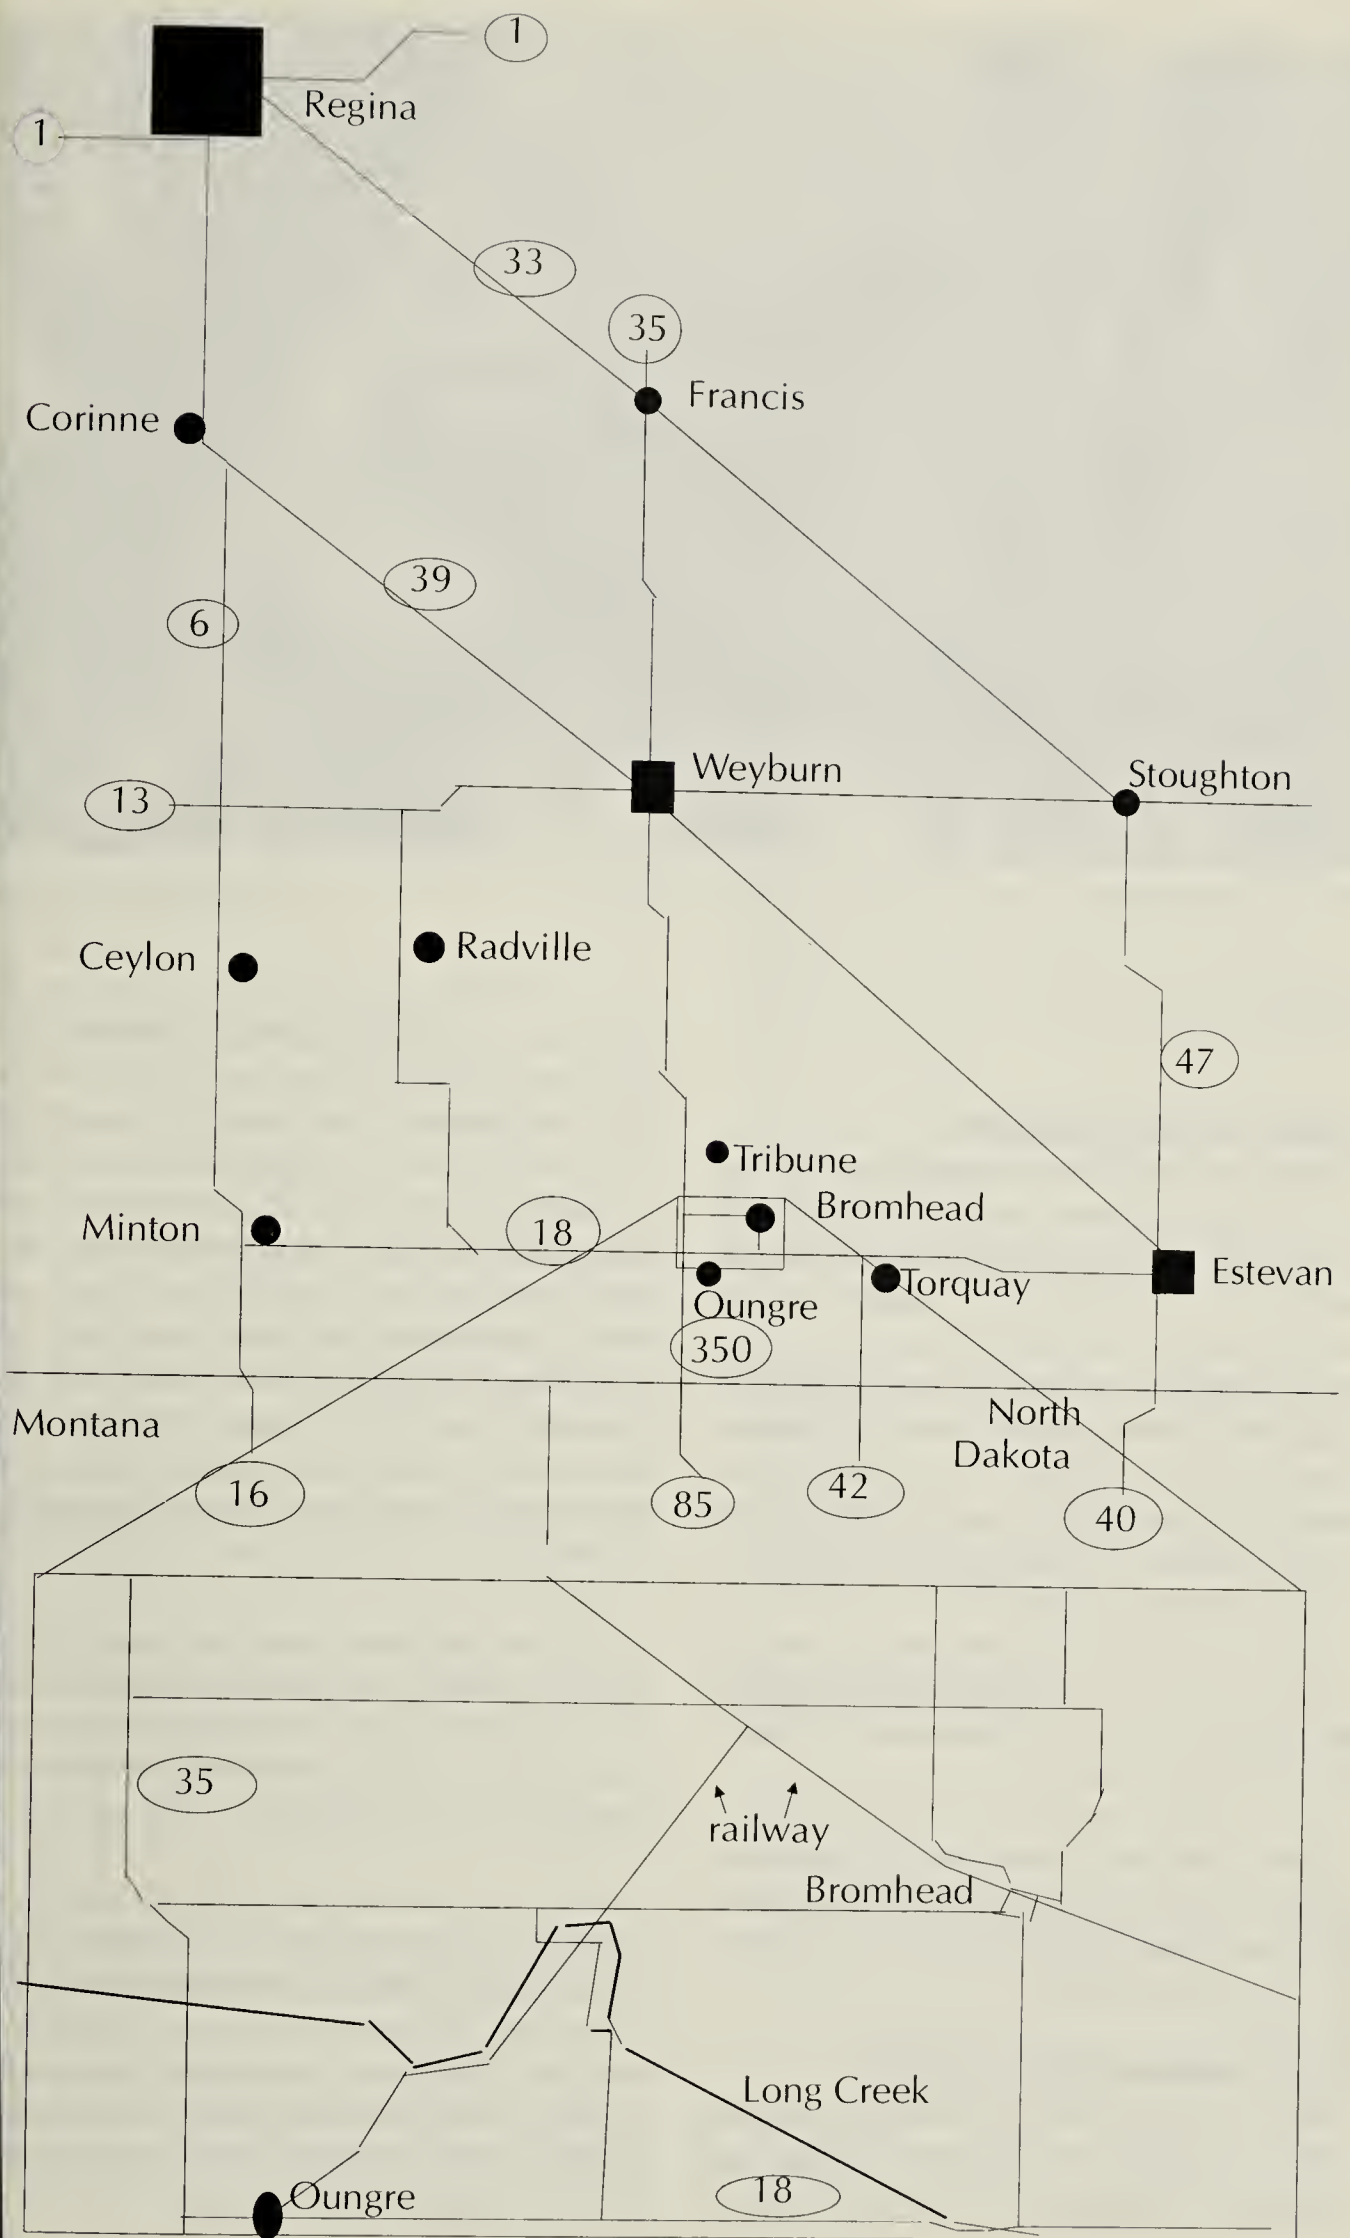 1
Regina
1
33
35
Francis
Corinne
39
6
Weyburn
Stoughton
13
Radville
Ceylon
47
Tribune
Bromhead
Minton
18
Estevan
Torquay
Oungre
350
Montana
North
Dakota
16
85
42
40
35
railway
Bromhead
Long Creek
Oungre
18